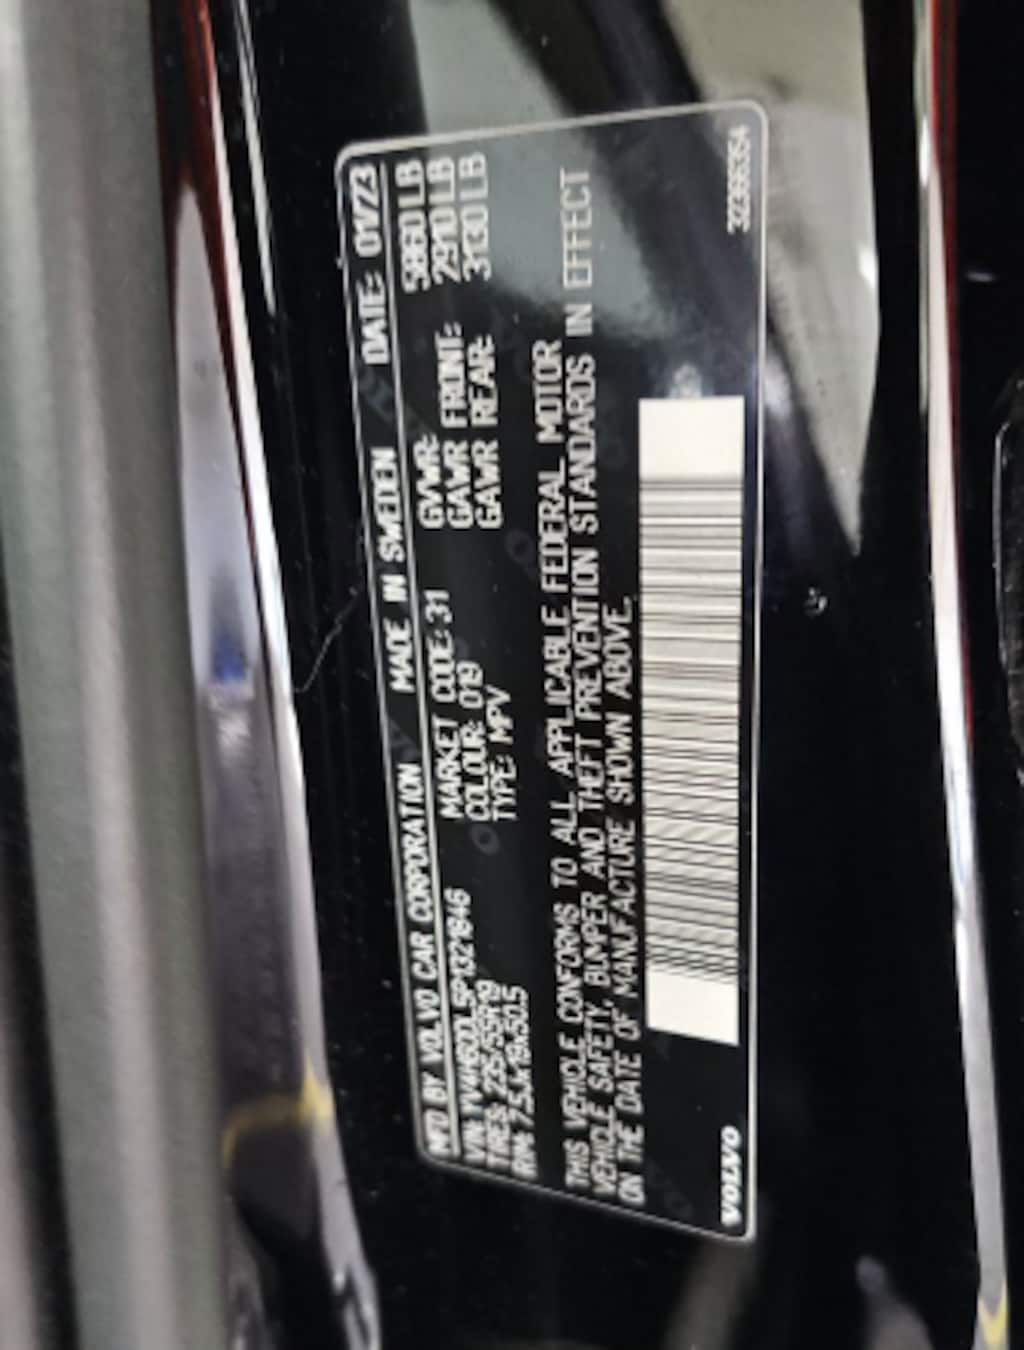 MFD BY VOLVO CAR CORPORATION MADE IN SWEDEN DATE: 01/23
VIN: YV4H60DL5P1321846 MARKET CODE: 31 GVWR: 5860 LB
TIRES: 235/55R19 COLOUR: 019 GAWR FRONT: 2910 LB
RIM: 7.5Jx19x50.5 TYPE: MPV GAWR REAR: 3130 LB
THIS VEHICLE CONFORMS TO ALL APPLICABLE FEDERAL MOTOR
VEHICLE SAFETY, BUMPER AND THEFT PREVENTION STANDARDS IN EFFECT
ON THE DATE OF MANUFACTURE SHOWN ABOVE.
VOLVO 32366354